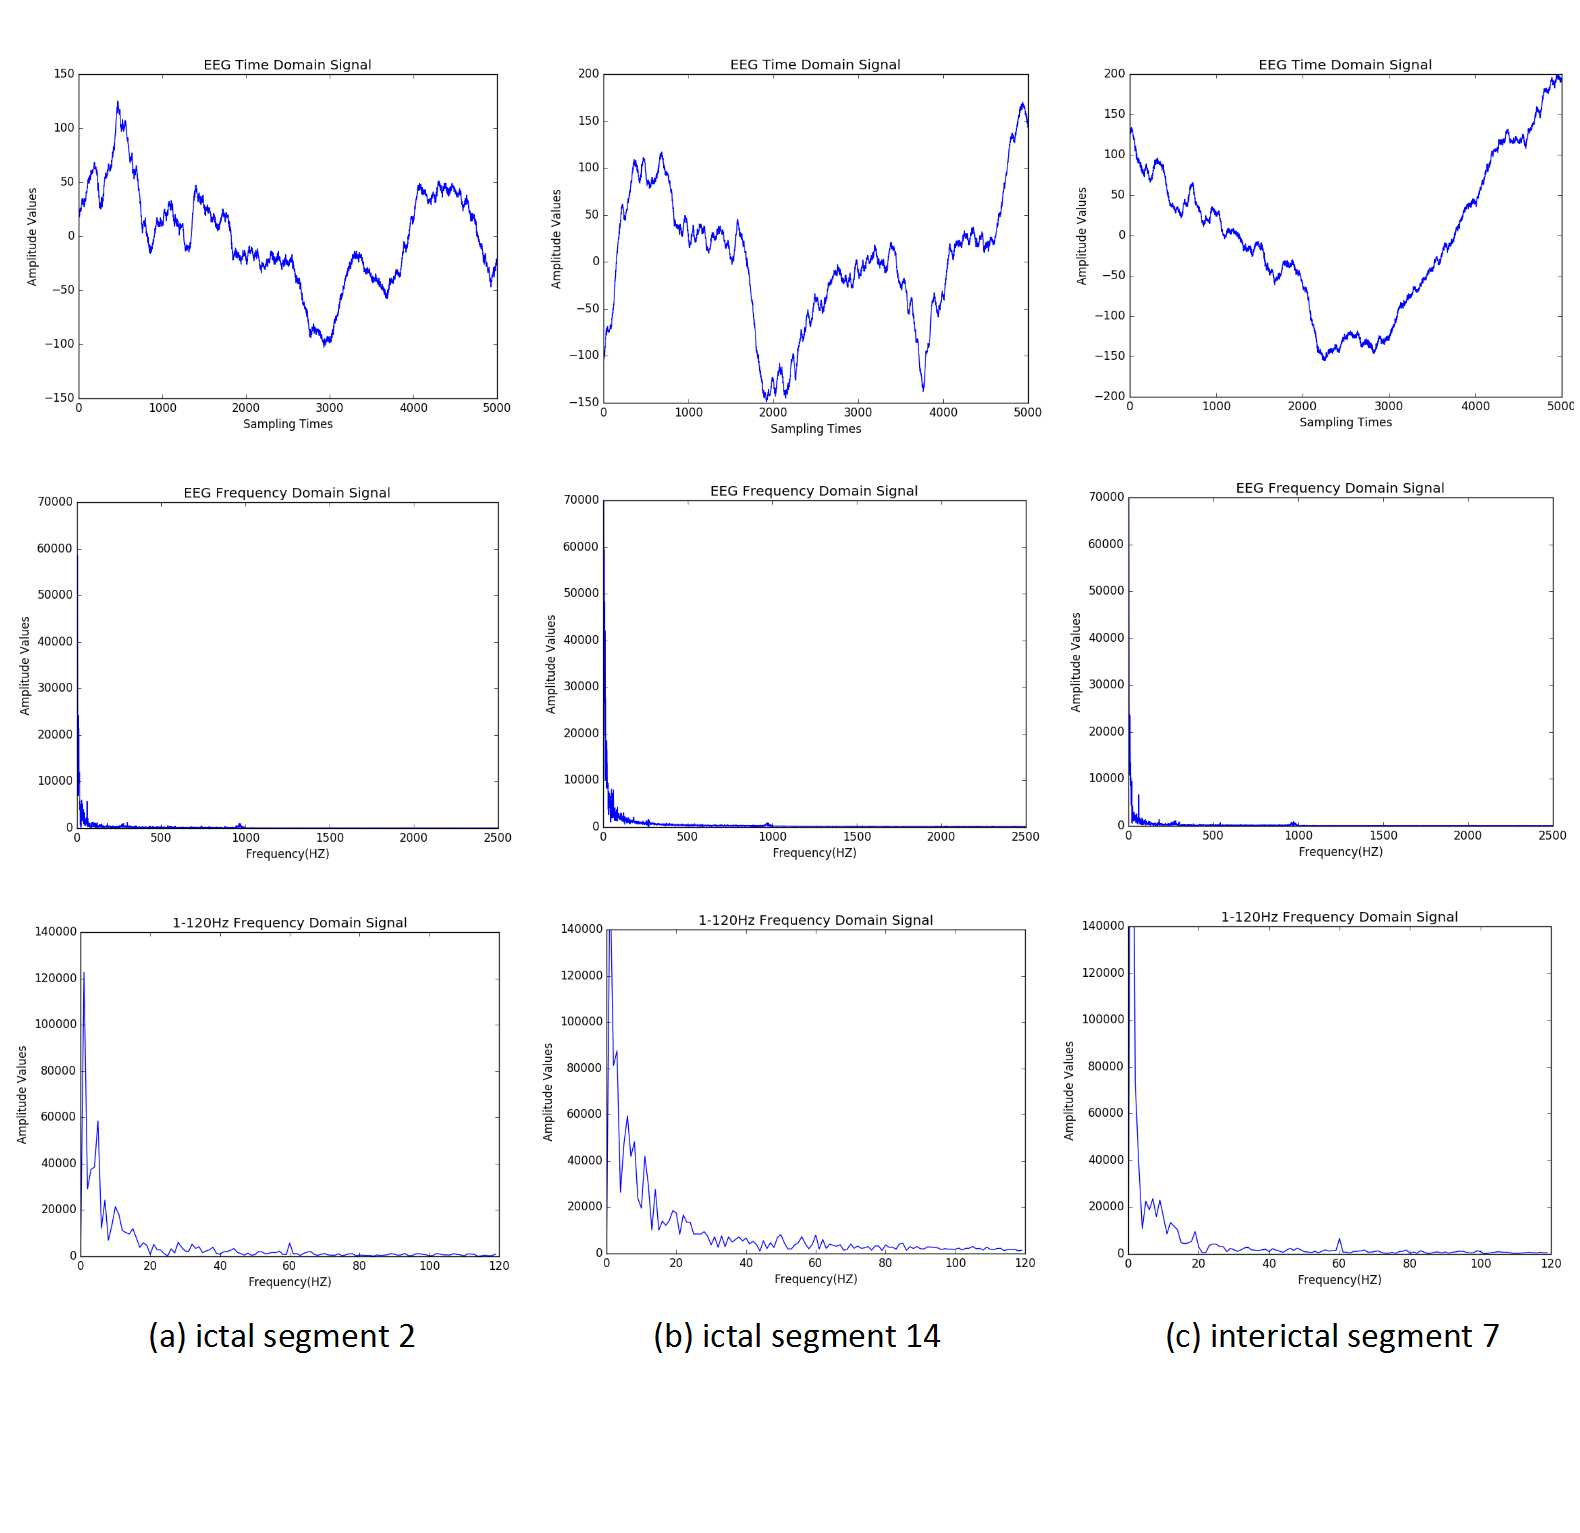 EEG Time Domain Signal
150
100
50
0
−50
−100
−150
Amplitude Values
0 1000 2000 3000 4000 5000
Sampling Times
EEG Time Domain Signal
200
150
100
50
0
−50
−100
−150
Amplitude Values
0 1000 2000 3000 4000 5000
Sampling Times
EEG Time Domain Signal
200
150
100
50
0
−50
−100
−150
−200
Amplitude Values
0 1000 2000 3000 4000 5000
Sampling Times
EEG Frequency Domain Signal
70000
60000
50000
40000
30000
20000
10000
0
Amplitude Values
0 500 1000 1500 2000 2500
Frequency(HZ)
EEG Frequency Domain Signal
70000
60000
50000
40000
30000
20000
10000
0
Amplitude Values
0 500 1000 1500 2000 2500
Frequency(HZ)
EEG Frequency Domain Signal
70000
60000
50000
40000
30000
20000
10000
0
Amplitude Values
0 500 1000 1500 2000 2500
Frequency(HZ)
1-120Hz Frequency Domain Signal
140000
120000
100000
80000
60000
40000
20000
0
Amplitude Values
0 20 40 60 80 100 120
Frequency(HZ)
1-120Hz Frequency Domain Signal
140000
120000
100000
80000
60000
40000
20000
0
Amplitude Values
0 20 40 60 80 100 120
Frequency(HZ)
1-120Hz Frequency Domain Signal
140000
120000
100000
80000
60000
40000
20000
0
Amplitude Values
0 20 40 60 80 100 120
Frequency(HZ)
(a) ictal segment 2
(b) ictal segment 14
(c) interictal segment 7